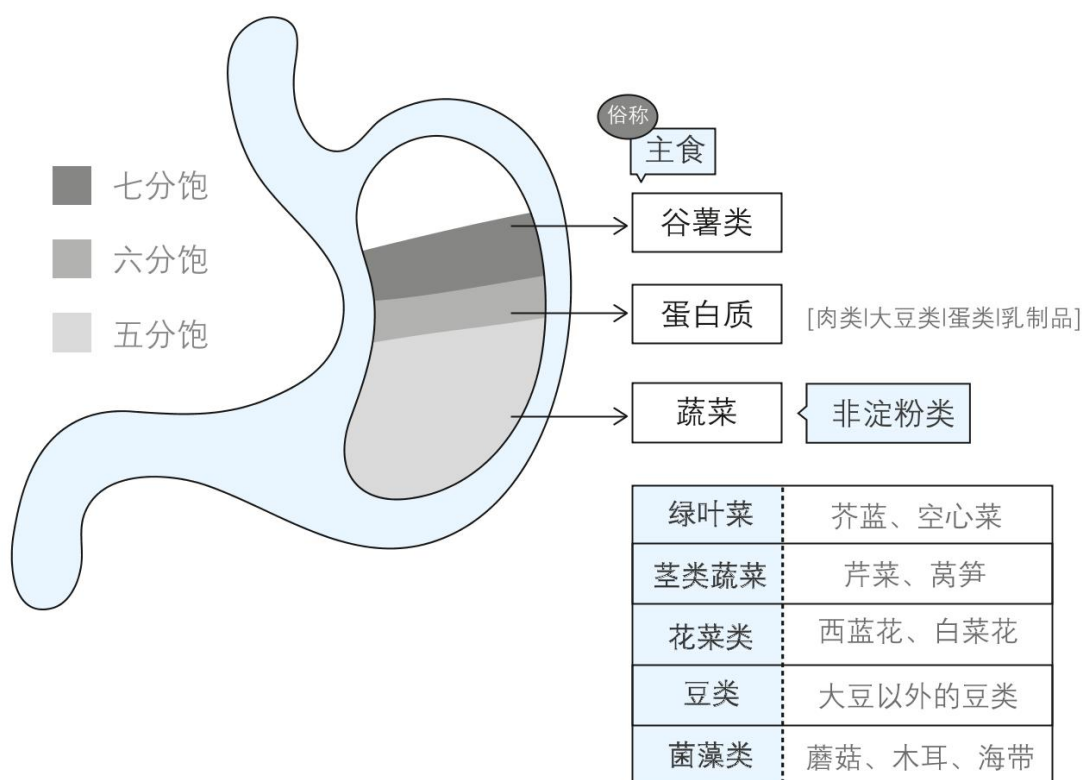 俗称
主食
七分饱
六分饱
五分饱
谷薯类
蛋白质
[肉类|大豆类|蛋类|乳制品]
蔬菜
非淀粉类
绿叶菜 芥蓝、空心菜
茎类蔬菜 芹菜、莴笋
花菜类 西蓝花、白菜花
豆类 大豆以外的豆类
菌藻类 蘑菇、木耳、海带